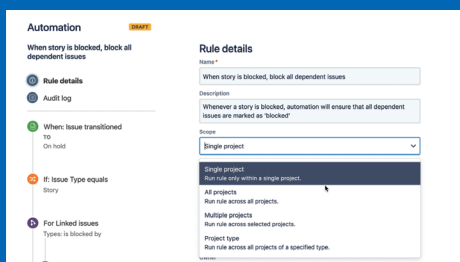 Automation
DRAFT
When story is blocked, block all
dependent issues
Rule details
Audit log
When: Issue transitioned
TO
On hold
If: Issue Type equals
Story
For Linked issues
Types: is blocked by
Rule details
Name*
When story is blocked, block all dependent issues
Description
Whenever a story is blocked, automation will ensure that all dependent
issues are marked as 'blocked'
Scope
Single project
Single project
Run rule only within a single project.
All projects
Run rule across all projects.
Multiple projects
Run rule across selected projects.
Project type
Run rule across all projects of a specified type.
Owner